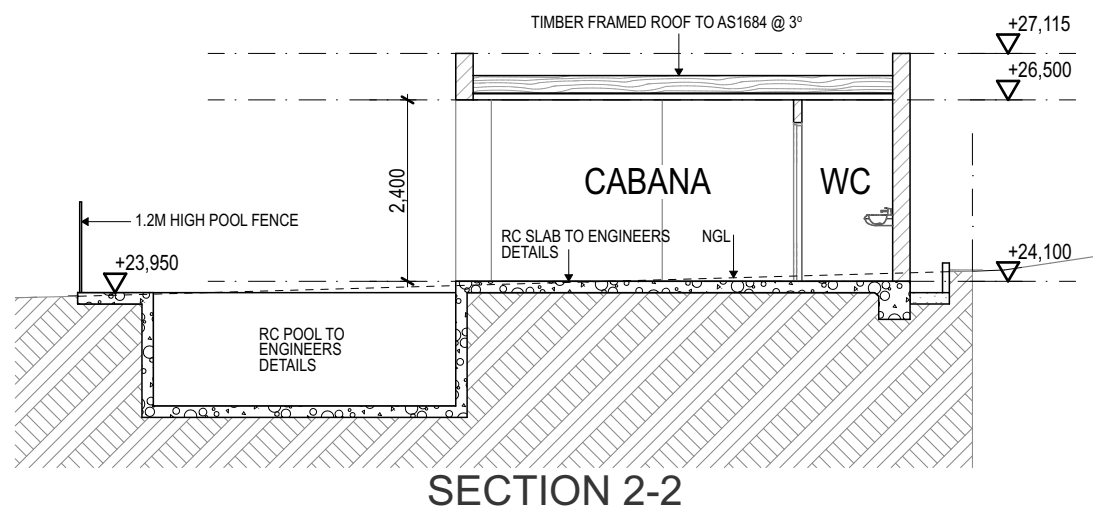 TIMBER FRAMED ROOF TO AS1684 @ 3º
+27,115
+26,500
2,400
CABANA
WC
1.2M HIGH POOL FENCE
RC SLAB TO ENGINEERS
DETAILS
NGL
+23,950
+24,100
RC POOL TO
ENGINEERS
DETAILS
SECTION 2-2